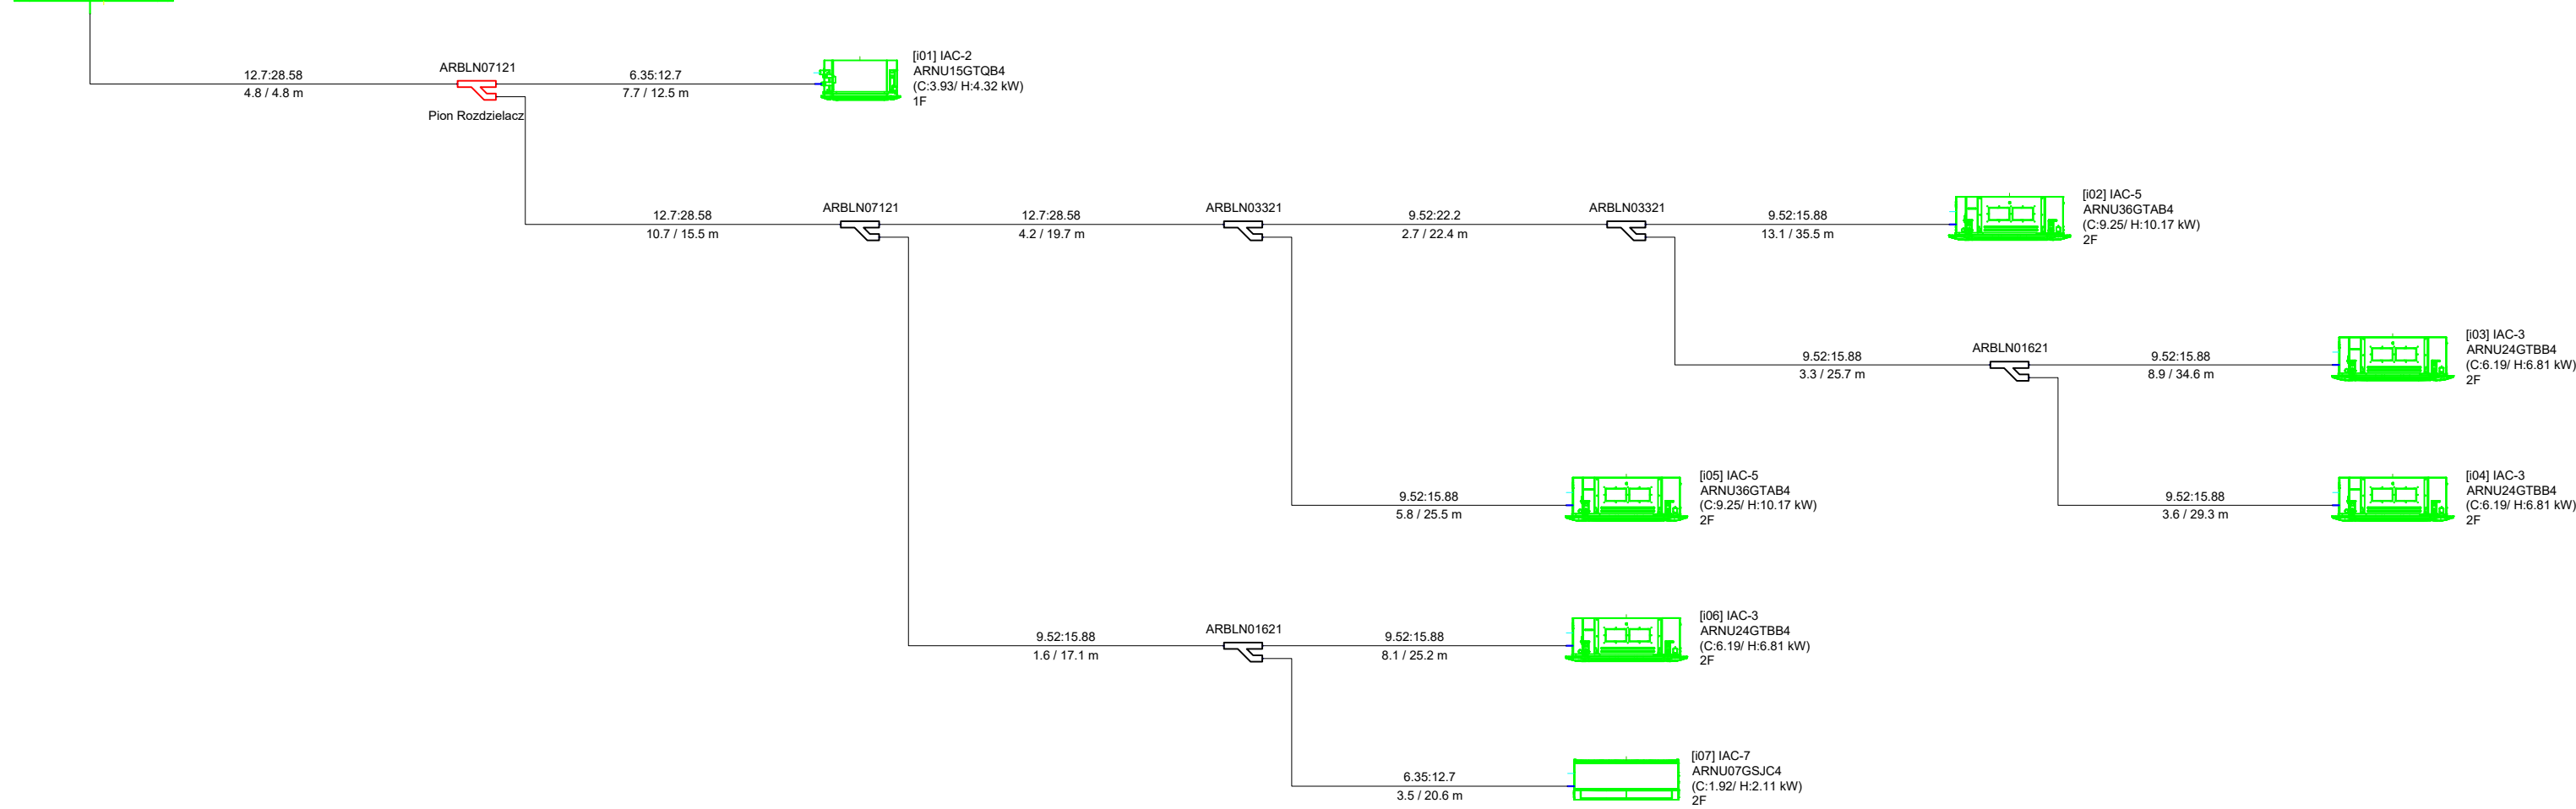 12.7:28.58
4.8 / 4.8 m
ARBLN07121
Pion Rozdzielacz
6.35:12.7
7.7 / 12.5 m
[i01] IAC-2
ARNU15GTQB4
(C:3.93/ H:4.32 kW)
1F
12.7:28.58
10.7 / 15.5 m
ARBLN07121
12.7:28.58
4.2 / 19.7 m
ARBLN03321
9.52:22.2
2.7 / 22.4 m
ARBLN03321
9.52:15.88
13.1 / 35.5 m
[i02] IAC-5
ARNU36GTAB4
(C:9.25/ H:10.17 kW)
2F
9.52:15.88
3.3 / 25.7 m
ARBLN01621
9.52:15.88
8.9 / 34.6 m
[i03] IAC-3
ARNU24GTBB4
(C:6.19/ H:6.81 kW)
2F
9.52:15.88
5.8 / 25.5 m
[i05] IAC-5
ARNU36GTAB4
(C:9.25/ H:10.17 kW)
2F
9.52:15.88
3.6 / 29.3 m
[i04] IAC-3
ARNU24GTBB4
(C:6.19/ H:6.81 kW)
2F
9.52:15.88
1.6 / 17.1 m
ARBLN01621
9.52:15.88
8.1 / 25.2 m
[i06] IAC-3
ARNU24GTBB4
(C:6.19/ H:6.81 kW)
2F
6.35:12.7
3.5 / 20.6 m
[i07] IAC-7
ARNU07GSJC4
(C:1.92/ H:2.11 kW)
2F